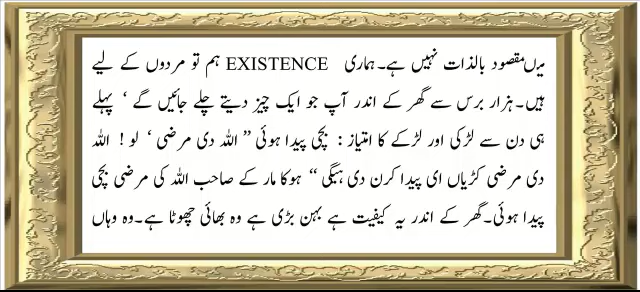 میں مقصود بالذات نہیں ہے۔ ہماری EXISTENCE ہم تو مردوں کے لیے
ہیں۔ ہزار برس سے گھر کے اندر آپ جو ایک چیز دیتے چلے جائیں گے ، پہلے
ہی دن سے لڑکی اور لڑکے کا امتیاز : بچی پیدا ہوئی ” اللہ دی مرضی ‘ لو ! اللہ
دی مرضی کڑیاں ای پیدا کرن دی ہیگی “ ہوکا مار کے صاحب اللہ کی مرضی بچی
پیدا ہوئی۔ گھر کے اندر یہ کیفیت ہے بہن بڑی ہے وہ بھائی چھوٹا ہے۔ وہ وہاں